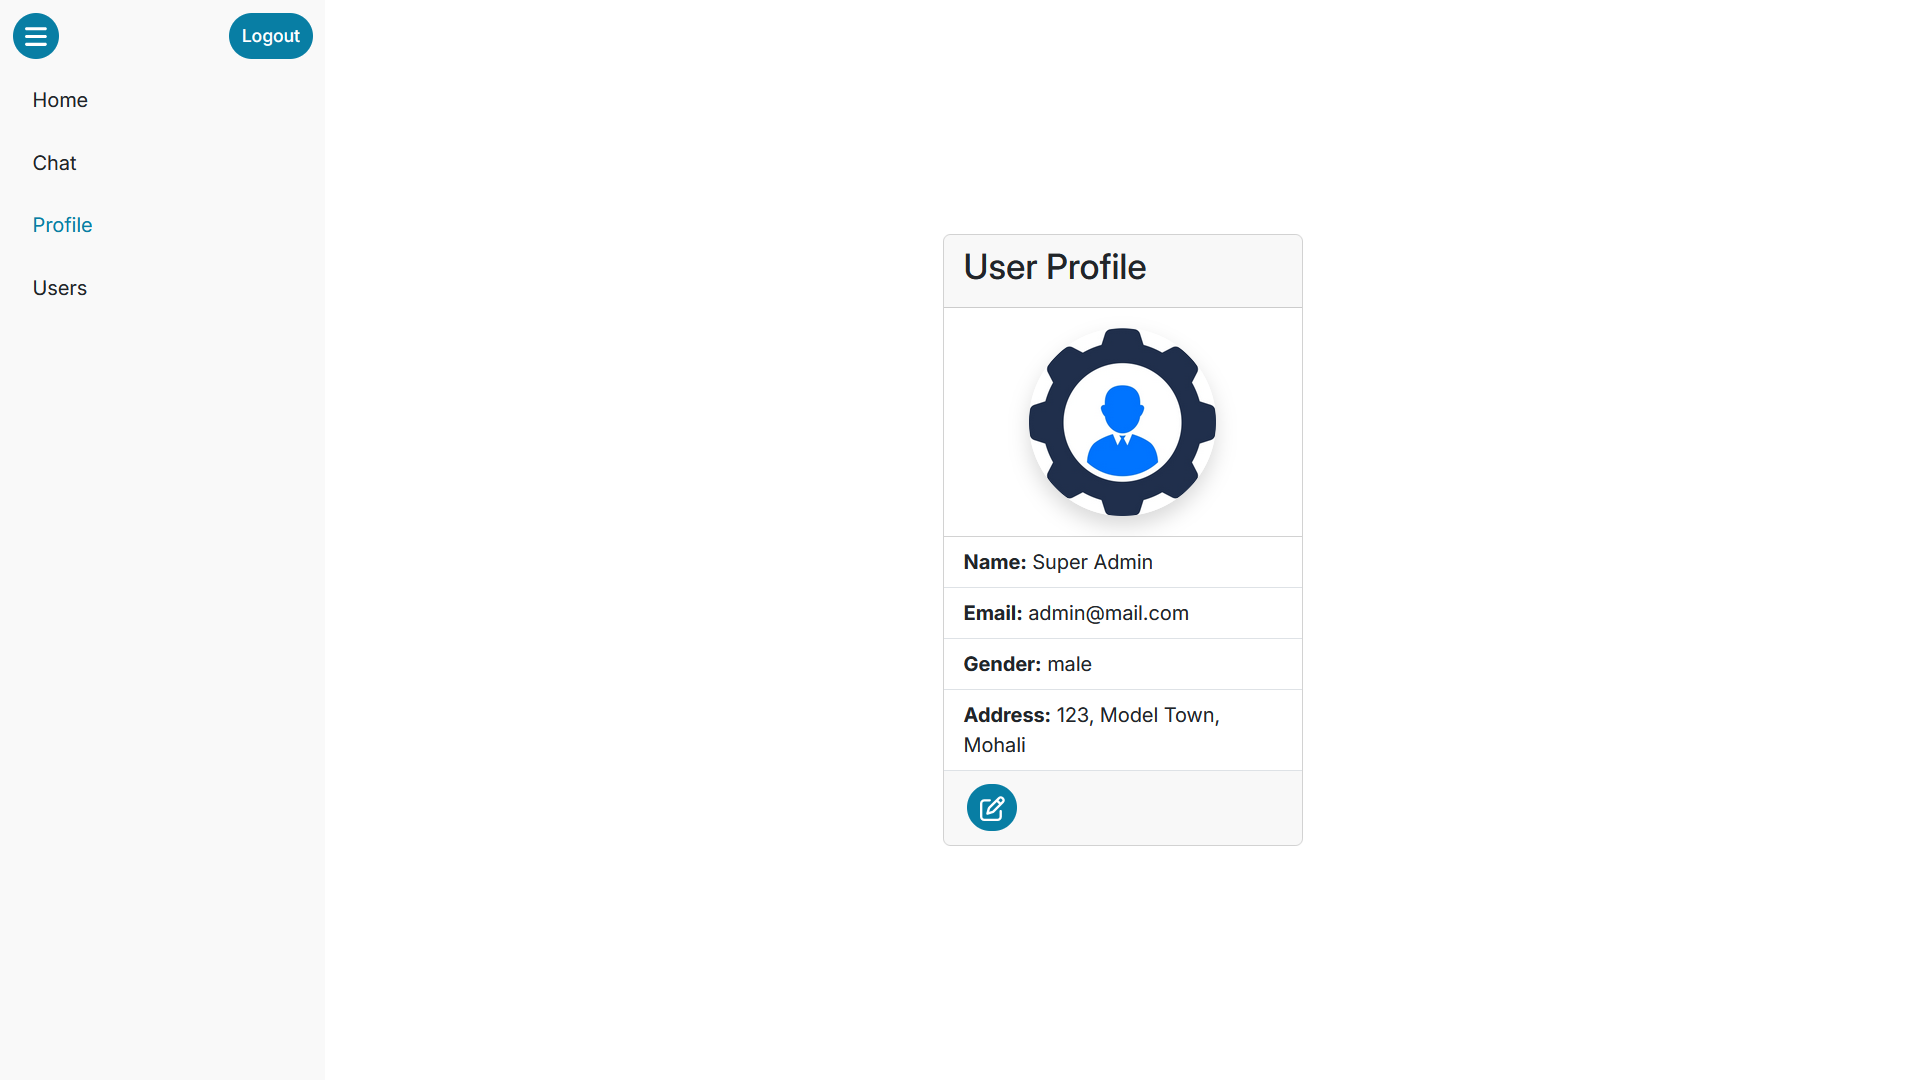 Logout
Home
Chat
Profile
Users
User Profile
Name: Super Admin
Email: admin@mail.com
Gender: male
Address: 123, Model Town,
Mohali